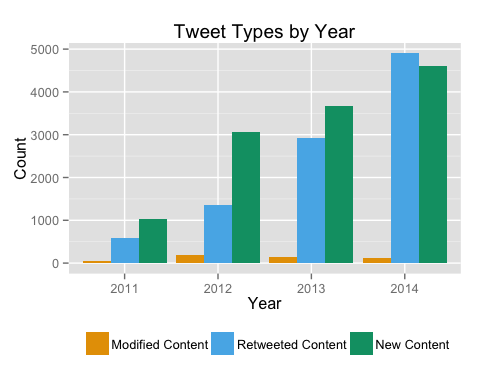 Tweet Types by Year
5000
4000
3000
2000
1000
0
Count
2011 2012 2013 2014
Year
Modified Content Retweeted Content New Content